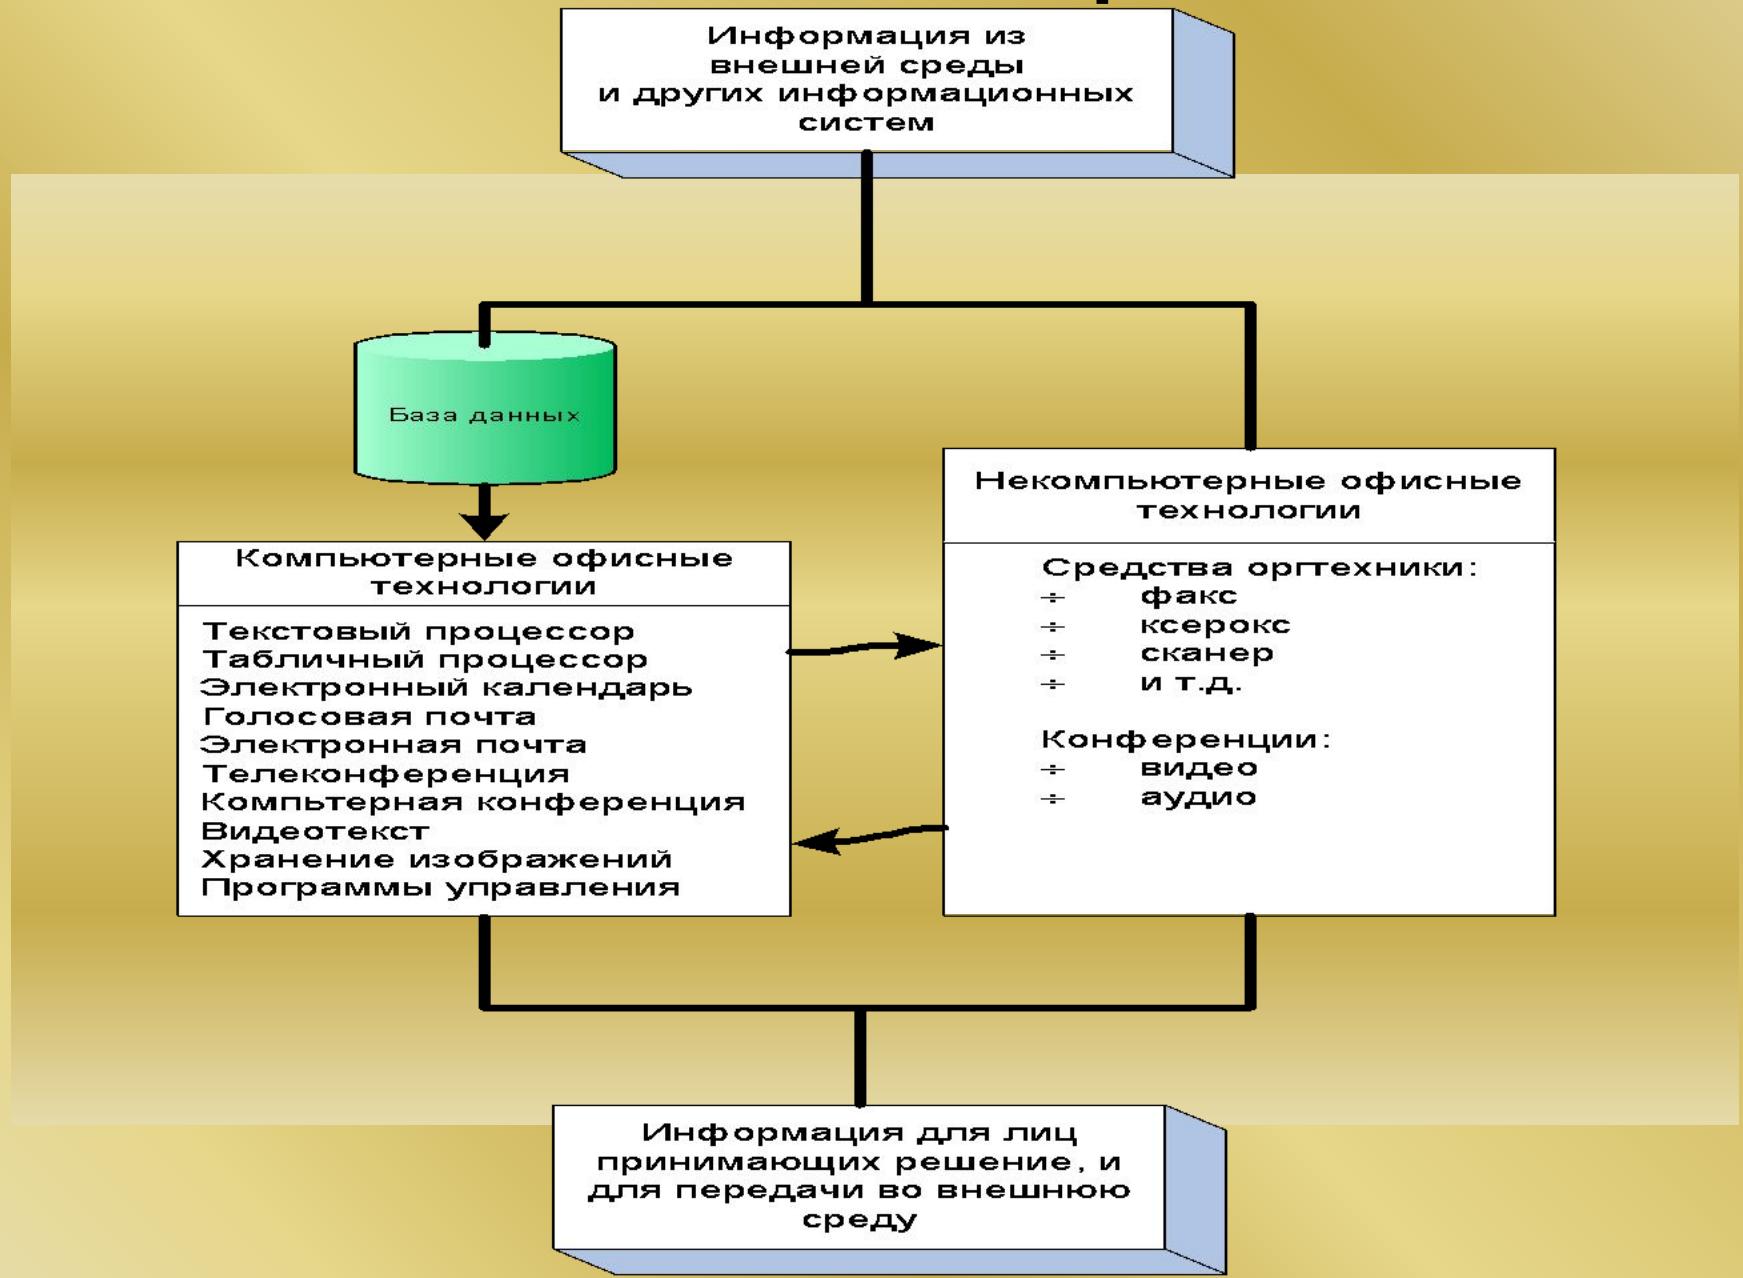 Информация из
внешней среды
и других информационных
систем
База данных
Компьютерные офисные
технологии
Текстовый процессор
Табличный процессор
Электронный календарь
Голосовая почта
Электронная почта
Телеконференция
Компьтерная конференция
Видеотекст
Хранение изображений
Программы управления
Некомпьютерные офисные
технологии
Средства оргтехники:
÷ факс
÷ ксерокс
÷ сканер
÷ и т.д.
Конференции:
÷ видео
÷ аудио
Информация для лиц
принимающих решение, и
для передачи во внешнюю
среду